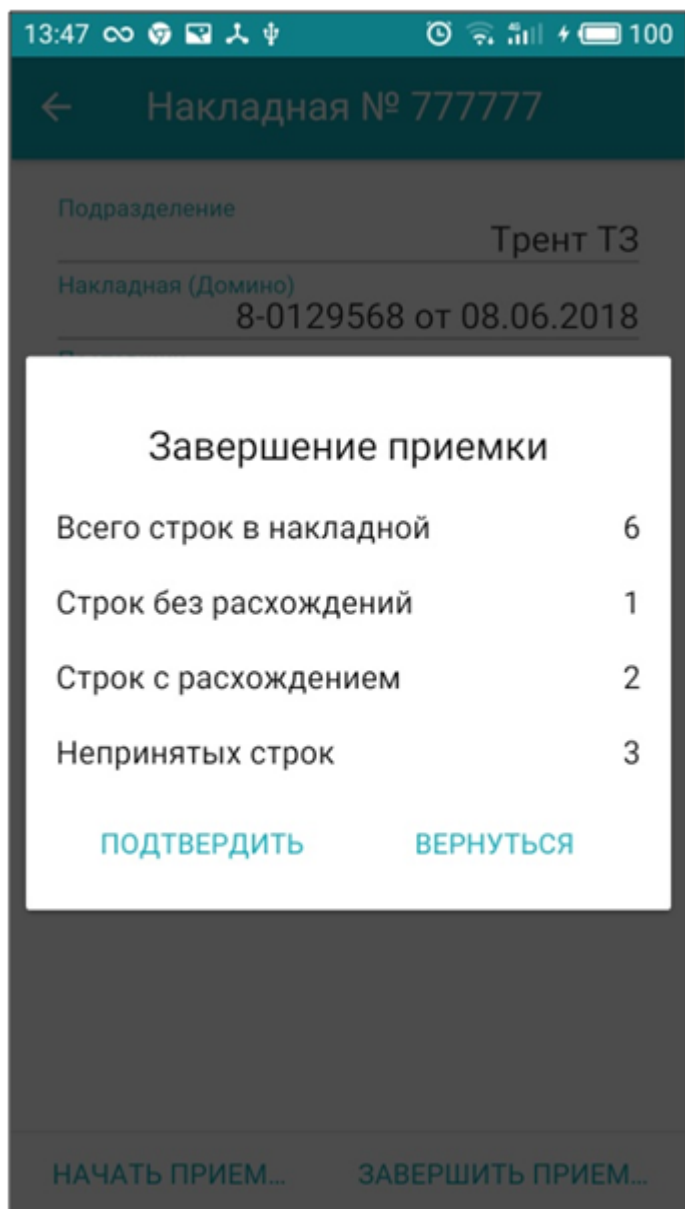 13:47 100
Накладная № 777777
Подразделение
Трент ТЗ
Накладная (Домино)
8-0129568 от 08.06.2018
Завершение приемки
Всего строк в накладной 6
Строк без расхождений 1
Строк с расхождением 2
Непринятых строк 3
ПОДТВЕРДИТЬ ВЕРНУТЬСЯ
НАЧАТЬ ПРИЕМ... ЗАВЕРШИТЬ ПРИЕМ...